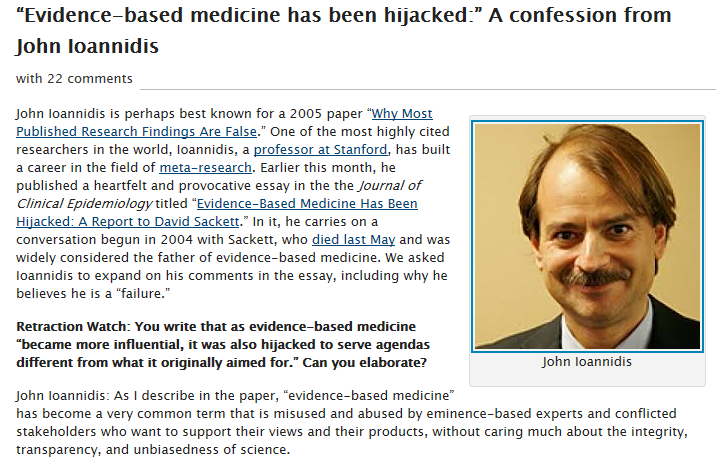 “Evidence-based medicine has been hijacked:” A confession from
John Ioannidis
with 22 comments
John Ioannidis is perhaps best known for a 2005 paper “Why Most
Published Research Findings Are False.” One of the most highly cited
researchers in the world, Ioannidis, a professor at Stanford, has built
a career in the field of meta-research. Earlier this month, he
published a heartfelt and provocative essay in the the Journal of
Clinical Epidemiology titled “Evidence-Based Medicine Has Been
Hijacked: A Report to David Sackett.” In it, he carries on a
conversation begun in 2004 with Sackett, who died last May and was
widely considered the father of evidence-based medicine. We asked
Ioannidis to expand on his comments in the essay, including why he
believes he is a “failure.”
John Ioannidis
Retraction Watch: You write that as evidence-based medicine
“became more influential, it was also hijacked to serve agendas
different from what it originally aimed for.” Can you elaborate?
John Ioannidis: As I describe in the paper, “evidence-based medicine”
has become a very common term that is misused and abused by eminence-based experts and conflicted
stakeholders who want to support their views and their products, without caring much about the integrity,
transparency, and unbiasedness of science.